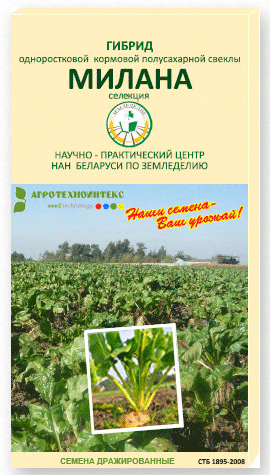 ГИБРИД
одноростковой кормовой полусахарной свеклы
МИЛАНА
селекция
ЗЕМЛЕДЕЛИЕ
НАУЧНО - ПРАКТИЧЕСКИЙ ЦЕНТР
НАН БЕЛАРУСИ ПО ЗЕМЛЕДЕЛИЮ
АГРОТЕХНОИНТЕКС
seed technology
Наши семена-
Ваш урожай!
СЕМЕНА ДРАЖИРОВАННЫЕ
СТБ 1895-2008